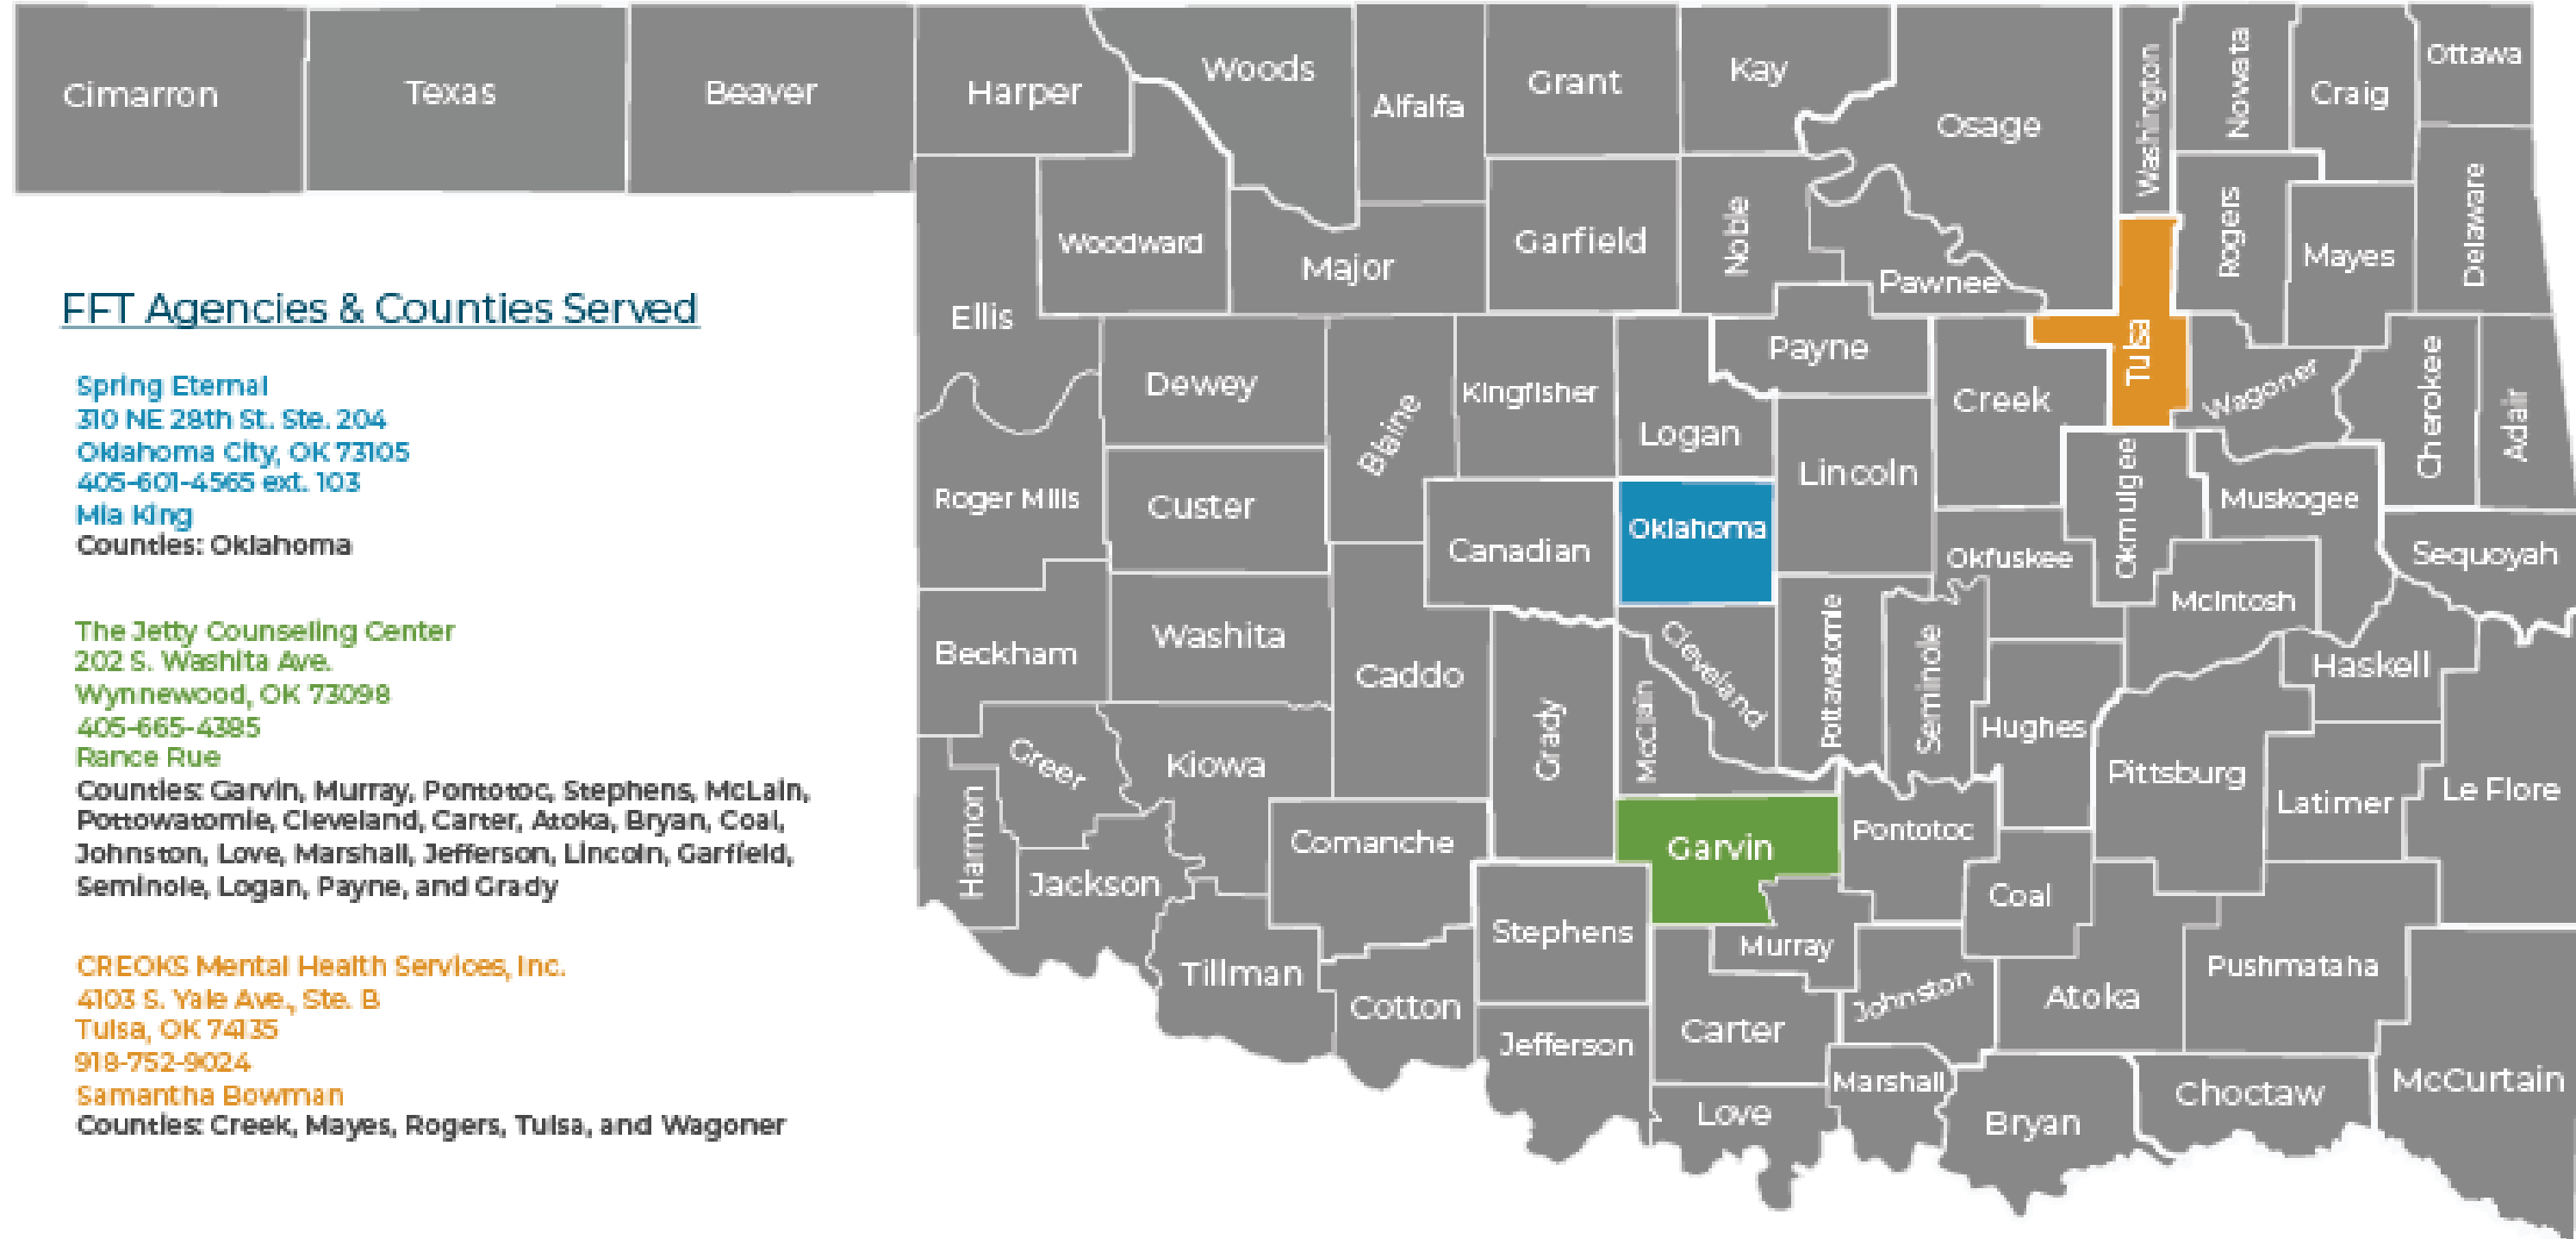 Cimarron
Texas
Beaver
Harper
Woods
Alfalfa
Grant
Kay
Osage
Washington
Nowata
Craig
Ottawa
Ellis
Woodward
Major
Garfield
Noble
Pawnee
Tulsa
Rogers
Mayes
Delaware
FFT Agencies & Counties Served
Spring Eternal
310 NE 28th St. Ste. 204
Oklahoma City, OK 73105
405-601-4565 ext. 103
Mia King
Counties: Oklahoma
The Jetty Counseling Center
202 S. Washita Ave.
Wynnewood, OK 73098
405-665-4385
Rance Rue
Counties: Garvin, Murray, Pontotoc, Stephens, McLain,
Pottowatomie, Cleveland, Carter, Atoka, Bryan, Coal,
Johnston, Love, Marshall, Jefferson, Lincoln, Garfield,
Seminole, Logan, Payne, and Grady
CREOKS Mental Health Services, Inc.
4103 S. Yale Ave., Ste. B
Tulsa, OK 74135
918-752-9024
Samantha Bowman
Counties: Creek, Mayes, Rogers, Tulsa, and Wagoner
Dewey
Blaine
Kingfisher
Logan
Payne
Creek
Wagoner
Cherokee
Adair
Roger Mills
Custer
Canadian
Oklahoma
Lincoln
Okfuskee
Okmulgee
Muskogee
Sequoyah
McIntosh
Beckham
Washita
Caddo
Grady
McClain
Cleveland
Pottawatomie
Seminole
Hughes
Haskell
Pittsburg
Latimer
Le Flore
Greer
Kiowa
Harmon
Jackson
Comanche
Garvin
Pontotoc
Coal
Stephens
Murray
Tillman
Cotton
Jefferson
Carter
Johnston
Atoka
Pushmataha
Love
Marshall
Bryan
Choctaw
McCurtain